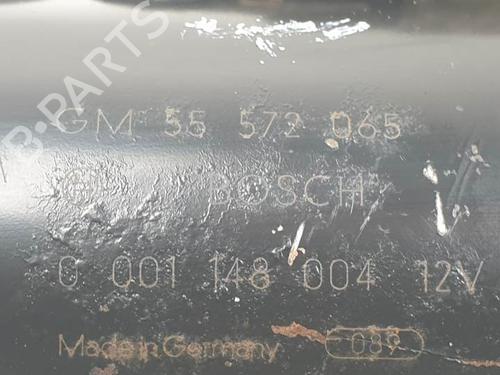 B-PARTS
GM 55 572 065
BOSCH
0 001 148 004 12V
Made in Germany 089